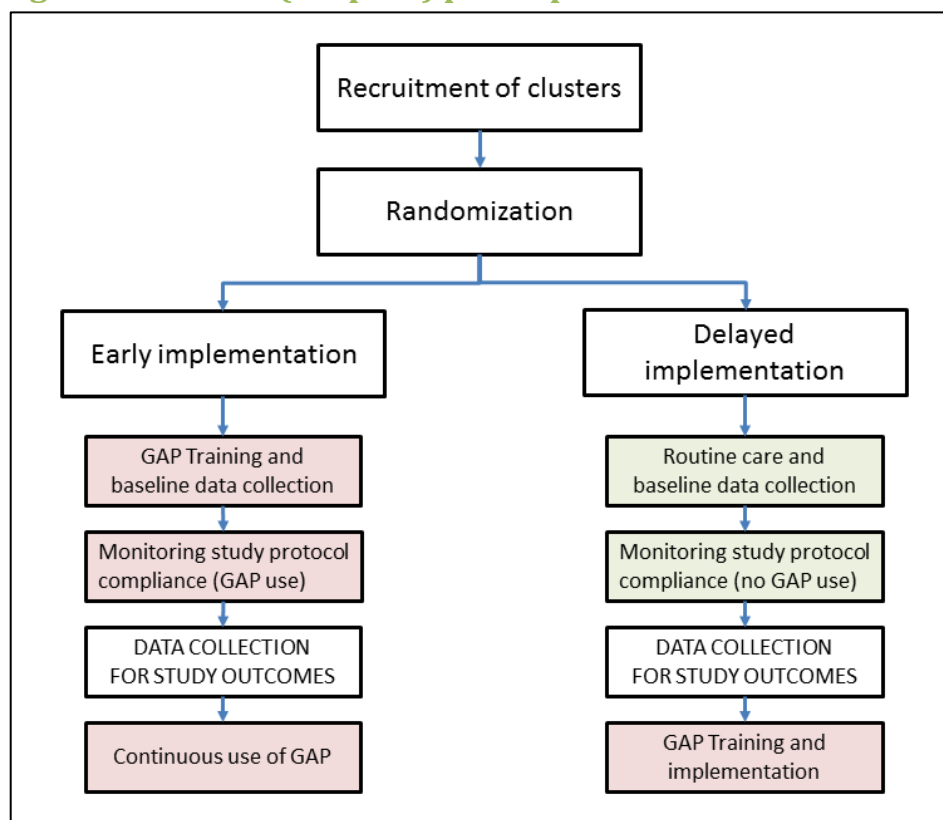 Recruitment of clusters
Randomization
Early implementation
Delayed
implementation
GAP Training and
baseline data collection
Routine care and
baseline data collection
Monitoring study protocol
compliance (GAP use)
Monitoring study protocol
compliance (no GAP use)
DATA COLLECTION
FOR STUDY OUTCOMES
DATA COLLECTION
FOR STUDY OUTCOMES
Continuous use of GAP
GAP Training and
implementation